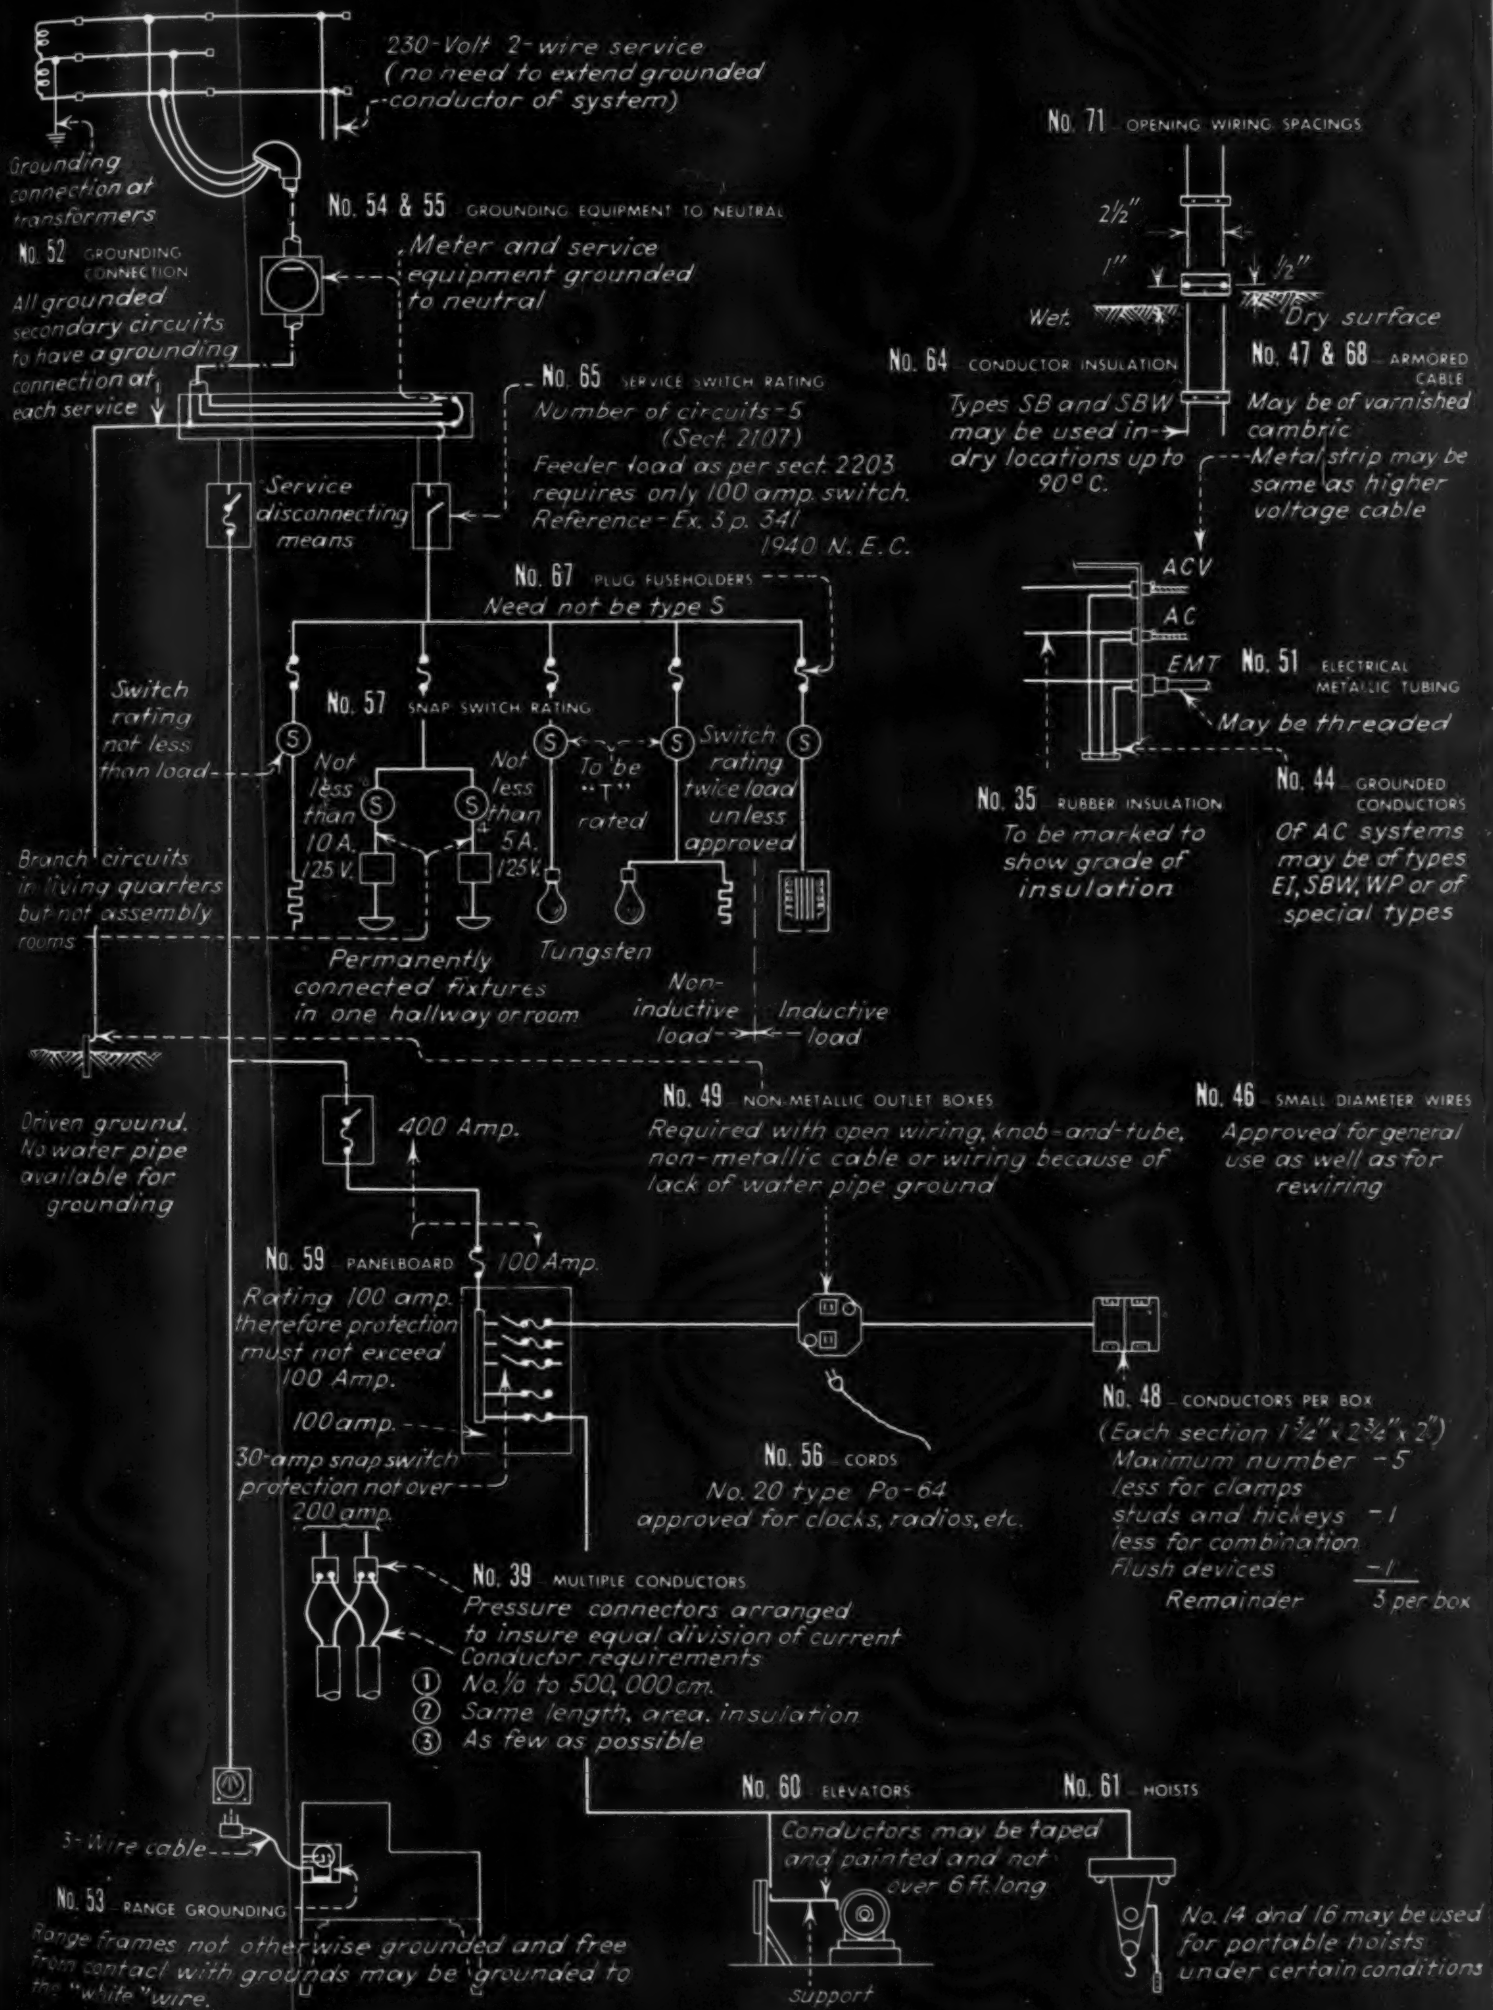 230-Volt 2-wire service
(no need to extend grounded
conductor of system)
Grounding
connection at
transformers
No. 52 GROUNDING
CONNECTION
All grounded
secondary circuits
to have a grounding
connection at
each service
No. 54 & 55 GROUNDING EQUIPMENT TO NEUTRAL
Meter and service
equipment grounded
to neutral
No. 71 OPENING WIRING SPACINGS
2½"
1"
½"
Wet.
Dry surface
No. 65 SERVICE SWITCH RATING
Number of circuits-5
(Sect. 2107)
Feeder load as per sect. 2203
requires only 100 amp. switch.
Reference-Ex. 3 p. 341
1940 N. E. C.
No. 64 CONDUCTOR INSULATION
Types SB and SBW
may be used in
dry locations up to
90° C.
No. 47 & 68 ARMORED
CABLE
May be of varnished
cambric
Metal strip may be
same as higher
voltage cable
Service
disconnecting
means
No. 67 PLUG FUSEHOLDERS
Need not be type S
ACV
AC
EMT
No. 51 ELECTRICAL
METALLIC TUBING
May be threaded
Switch
rating
not less
than load
No. 57 SNAP SWITCH RATING
S
S
S
S
S
S
Not
less
than
10 A.
125 V.
Not
less
than
5 A.
125V.
To be
"T"
rated
Switch
rating
twice load
unless
approved
No. 35 RUBBER INSULATION
To be marked to
show grade of
insulation
No. 44 GROUNDED
CONDUCTORS
Of AC systems
may be of types
EI, SBW, WP or of
special types
Branch circuits
in living quarters
but not assembly
rooms
Permanently
connected fixtures
in one hallway or room
Tungsten
Non-
inductive
load
Inductive
load
Driven ground.
No water pipe
available for
grounding
400 Amp.
No. 49 NON-METALLIC OUTLET BOXES
Required with open wiring, knob-and-tube,
non-metallic cable or wiring because of
lack of water pipe ground
No. 46 SMALL DIAMETER WIRES
Approved for general
use as well as for
rewiring
No. 59 PANELBOARD
100 Amp.
Rating 100 amp.
therefore protection
must not exceed
100 Amp.
100 amp.
30-amp snap switch
protection not over
200 amp.
No. 56 CORDS
No. 20 type Po-64
approved for clocks, radios, etc.
No. 48 CONDUCTORS PER BOX
(Each section 1¾" x 2¾" x 2")
Maximum number -5
less for clamps
studs and hickeys -1
less for combination
flush devices -1
Remainder 3 per box
No. 39 MULTIPLE CONDUCTORS
Pressure connectors arranged
to insure equal division of current
Conductor requirements
① No. 1/0 to 500,000 cm.
② Same length, area, insulation
③ As few as possible
3-Wire cable
No. 53 RANGE GROUNDING
Range frames not otherwise grounded and free
from contact with grounds may be grounded to
the "white" wire.
No. 60 ELEVATORS
Conductors may be taped
and painted and not
over 6 ft. long
support
No. 61 HOISTS
No. 14 and 16 may be used
for portable hoists
under certain conditions